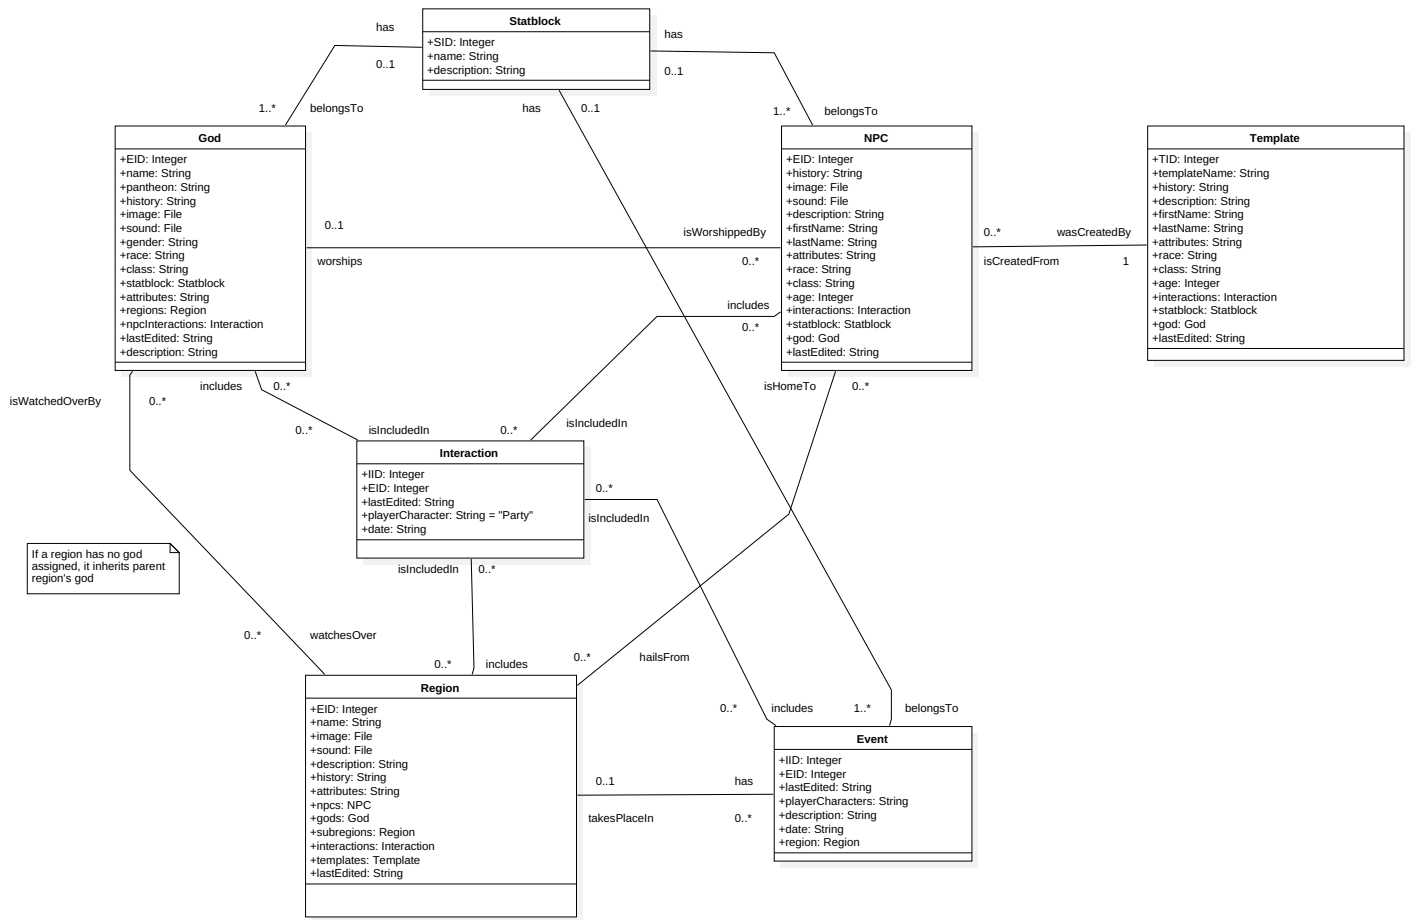 Statblock
+SID: Integer
+name: String
+description: String
has
0..1
1..*
belongsTo
has
0..1
1..*
belongsTo
has
0..1
God
+EID: Integer
+name: String
+pantheon: String
+history: String
+image: File
+sound: File
+gender: String
+race: String
+class: String
+statblock: Statblock
+attributes: String
+regions: Region
+npcInteractions: Interaction
+lastEdited: String
+description: String
0..1
worships
isWorshippedBy
0..*
NPC
+EID: Integer
+history: String
+image: File
+sound: File
+description: String
+firstName: String
+lastName: String
+attributes: String
+race: String
+class: String
+age: Integer
+interactions: Interaction
+statblock: Statblock
+god: God
+lastEdited: String
0..*
isCreatedFrom
wasCreatedBy
1
Template
+TID: Integer
+templateName: String
+history: String
+description: String
+firstName: String
+lastName: String
+attributes: String
+race: String
+class: String
+age: Integer
+interactions: Interaction
+statblock: Statblock
+god: God
+lastEdited: String
includes
0..*
isHomeTo
0..*
isWatchedOverBy
0..*
includes
0..*
0..*
isIncludedIn
0..*
isIncludedIn
Interaction
+IID: Integer
+EID: Integer
+lastEdited: String
+playerCharacter: String = "Party"
+date: String
0..*
isIncludedIn
isIncludedIn
0..*
If a region has no god
assigned, it inherits parent
region's god
0..*
watchesOver
0..*
includes
0..*
hailsFrom
Region
+EID: Integer
+name: String
+image: File
+sound: File
+description: String
+history: String
+attributes: String
+npcs: NPC
+gods: God
+subregions: Region
+interactions: Interaction
+templates: Template
+lastEdited: String
0..1
takesPlaceIn
has
0..*
0..*
includes
1..*
belongsTo
Event
+IID: Integer
+EID: Integer
+lastEdited: String
+playerCharacters: String
+description: String
+date: String
+region: Region